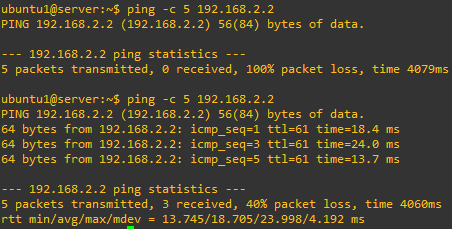 ubuntu1@server:~$ ping -c 5 192.168.2.2
PING 192.168.2.2 (192.168.2.2) 56(84) bytes of data.
--- 192.168.2.2 ping statistics ---
5 packets transmitted, 0 received, 100% packet loss, time 4079ms
ubuntu1@server:~$ ping -c 5 192.168.2.2
PING 192.168.2.2 (192.168.2.2) 56(84) bytes of data.
64 bytes from 192.168.2.2: icmp_seq=1 ttl=61 time=18.4 ms
64 bytes from 192.168.2.2: icmp_seq=3 ttl=61 time=24.0 ms
64 bytes from 192.168.2.2: icmp_seq=5 ttl=61 time=13.7 ms
--- 192.168.2.2 ping statistics ---
5 packets transmitted, 3 received, 40% packet loss, time 4060ms
rtt min/avg/max/mdev = 13.745/18.705/23.998/4.192 ms